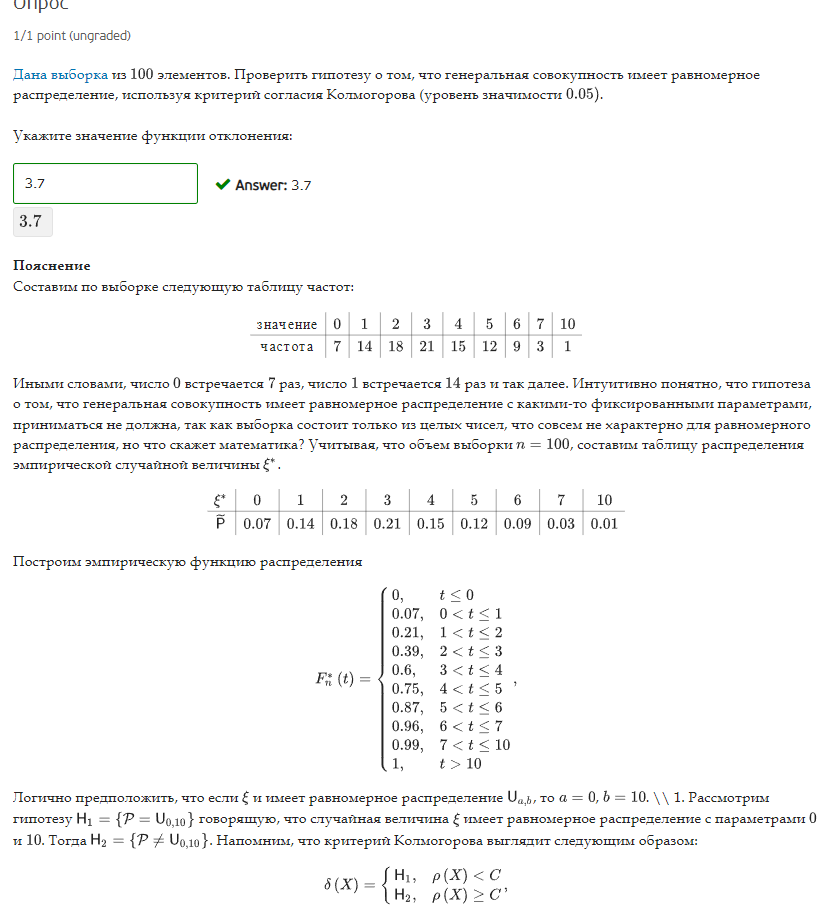 Опрос
1/1 point (ungraded)
Дана выборка из 100 элементов. Проверить гипотезу о том, что генеральная совокупность имеет равномерное
распределение, используя критерий согласия Колмогорова (уровень значимости 0.05).
Укажите значение функции отклонения:
3.7
Answer: 3.7
3.7
Пояснение
Составим по выборке следующую таблицу частот:
значение 0 1 2 3 4 5 6 7 10
частота 7 14 18 21 15 12 9 3 1
Иными словами, число 0 встречается 7 раз, число 1 встречается 14 раз и так далее. Интуитивно понятно, что гипотеза
о том, что генеральная совокупность имеет равномерное распределение с какими-то фиксированными параметрами,
приниматься не должна, так как выборка состоит только из целых чисел, что совсем не характерно для равномерного
распределения, но что скажет математика? Учитывая, что объем выборки n = 100, составим таблицу распределения
эмпирической случайной величины ξ*.
ξ* 0 1 2 3 4 5 6 7 10
P̃ 0.07 0.14 0.18 0.21 0.15 0.12 0.09 0.03 0.01
Построим эмпирическую функцию распределения
0, t ≤ 0
0.07, 0 < t ≤ 1
0.21, 1 < t ≤ 2
0.39, 2 < t ≤ 3
0.6, 3 < t ≤ 4
F*ₙ (t) = { 0.75, 4 < t ≤ 5 ,
0.87, 5 < t ≤ 6
0.96, 6 < t ≤ 7
0.99, 7 < t ≤ 10
1, t > 10
Логично предположить, что если ξ и имеет равномерное распределение U_{a,b}, то a = 0, b = 10. \\ 1. Рассмотрим
гипотезу H₁ = {𝒫 = U_{0,10}} говорящую, что случайная величина ξ имеет равномерное распределение с параметрами 0
и 10. Тогда H₂ = {𝒫 ≠ U_{0,10}}. Напомним, что критерий Колмогорова выглядит следующим образом:
δ (X) = { H₁, ρ (X) < C
H₂, ρ (X) ≥ C ,